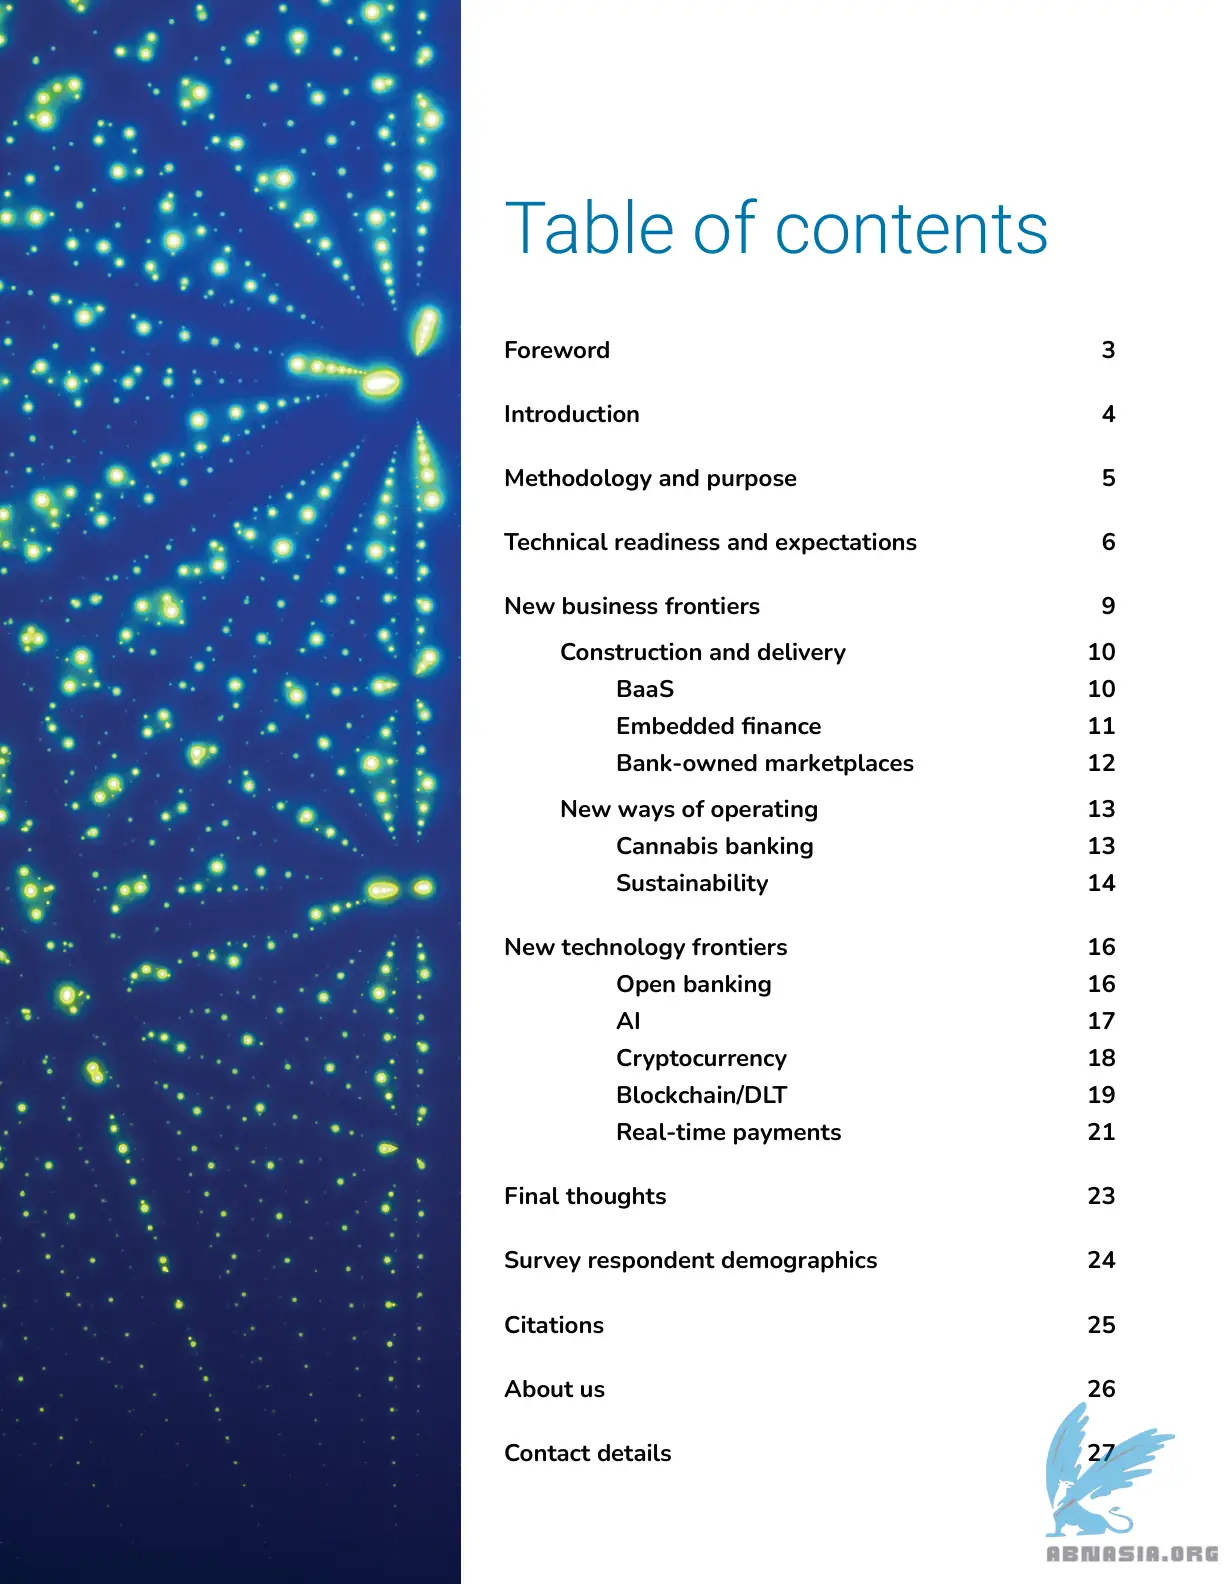 Table of contents
Foreword 3
Introduction 4
Methodology and purpose 5
Technical readiness and expectations 6
New business frontiers 9
Construction and delivery 10
BaaS 10
Embedded finance 11
Bank-owned marketplaces 12
New ways of operating 13
Cannabis banking 13
Sustainability 14
New technology frontiers 16
Open banking 16
AI 17
Cryptocurrency 18
Blockchain/DLT 19
Real-time payments 21
Final thoughts 23
Survey respondent demographics 24
Citations 25
About us 26
Contact details 27
ABNASIA.ORG